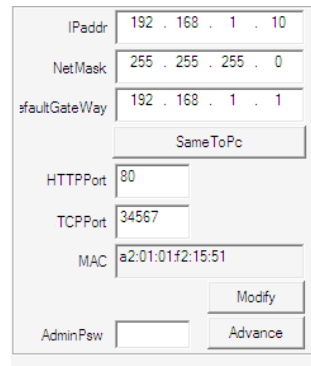 IPaddr 192 . 168 . 1 . 10
NetMask 255 . 255 . 255 . 0
efaultGateWay 192 . 168 . 1 . 1
SameToPc
HTTPPort 80
TCPPort 34567
MAC a2:01:01:f2:15:51
Modify
AdminPsw Advance